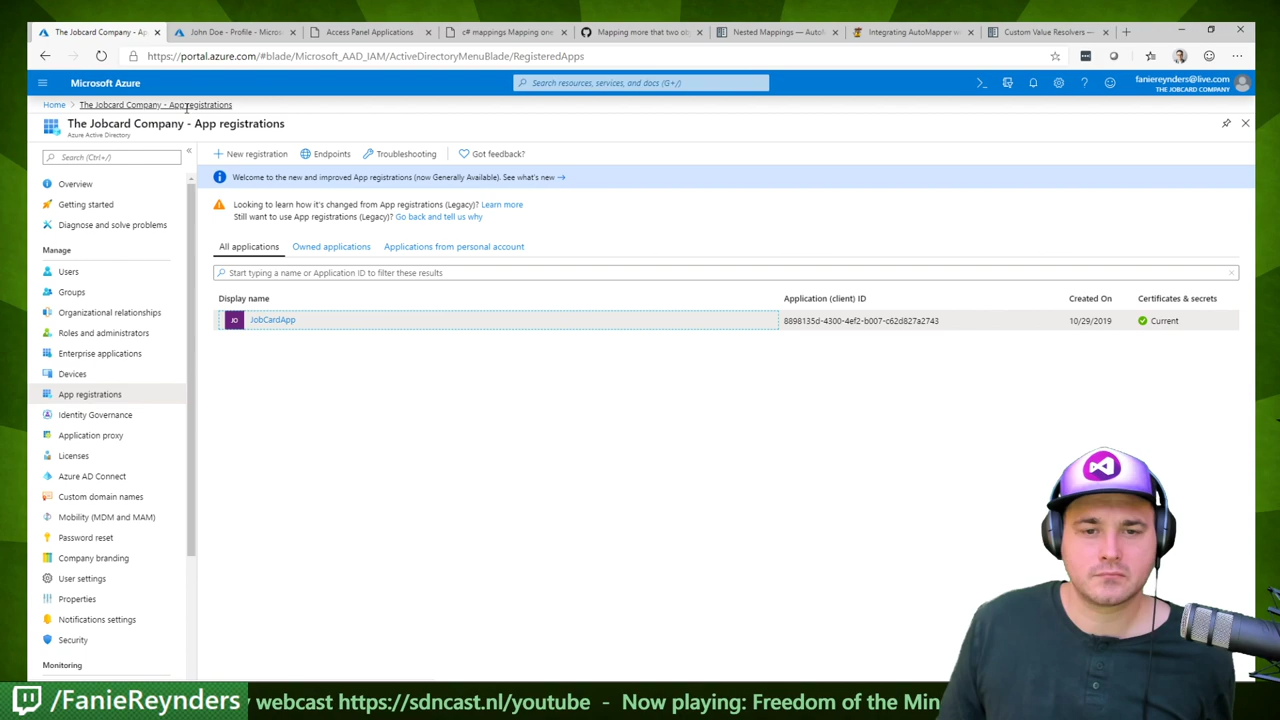 The Jobcard Company - Ap
John Doe - Profile - Micros
Access Panel Applications
c# mappings Mapping one
Mapping more that two ob
Nested Mappings — Auto
Integrating AutoMapper w
Custom Value Resolvers —
https://portal.azure.com/#blade/Microsoft_AAD_IAM/ActiveDirectoryMenuBlade/RegisteredApps
Microsoft Azure
Search resources, services, and docs (G+/)
faniereynders@live.com
THE JOBCARD COMPANY
Home > The Jobcard Company - App registrations
The Jobcard Company - App registrations
Azure Active Directory
Search (Ctrl+/)
«
Overview
Getting started
Diagnose and solve problems
Manage
Users
Groups
Organizational relationships
Roles and administrators
Enterprise applications
Devices
App registrations
Identity Governance
Application proxy
Licenses
Azure AD Connect
Custom domain names
Mobility (MDM and MAM)
Password reset
Company branding
User settings
Properties
Notifications settings
Security
Monitoring
New registration
Endpoints
Troubleshooting
Got feedback?
Welcome to the new and improved App registrations (now Generally Available). See what's new →
Looking to learn how it's changed from App registrations (Legacy)? Learn more
Still want to use App registrations (Legacy)? Go back and tell us why
All applications
Owned applications
Applications from personal account
Start typing a name or Application ID to filter these results
Display name
Application (client) ID
Created On
Certificates & secrets
JO
JobCardApp
8898135d-4300-4ef2-b007-c62d827a2743
10/29/2019
Current
/FanieReynders
y webcast https://sdncast.nl/youtube - Now playing: Freedom of the Min